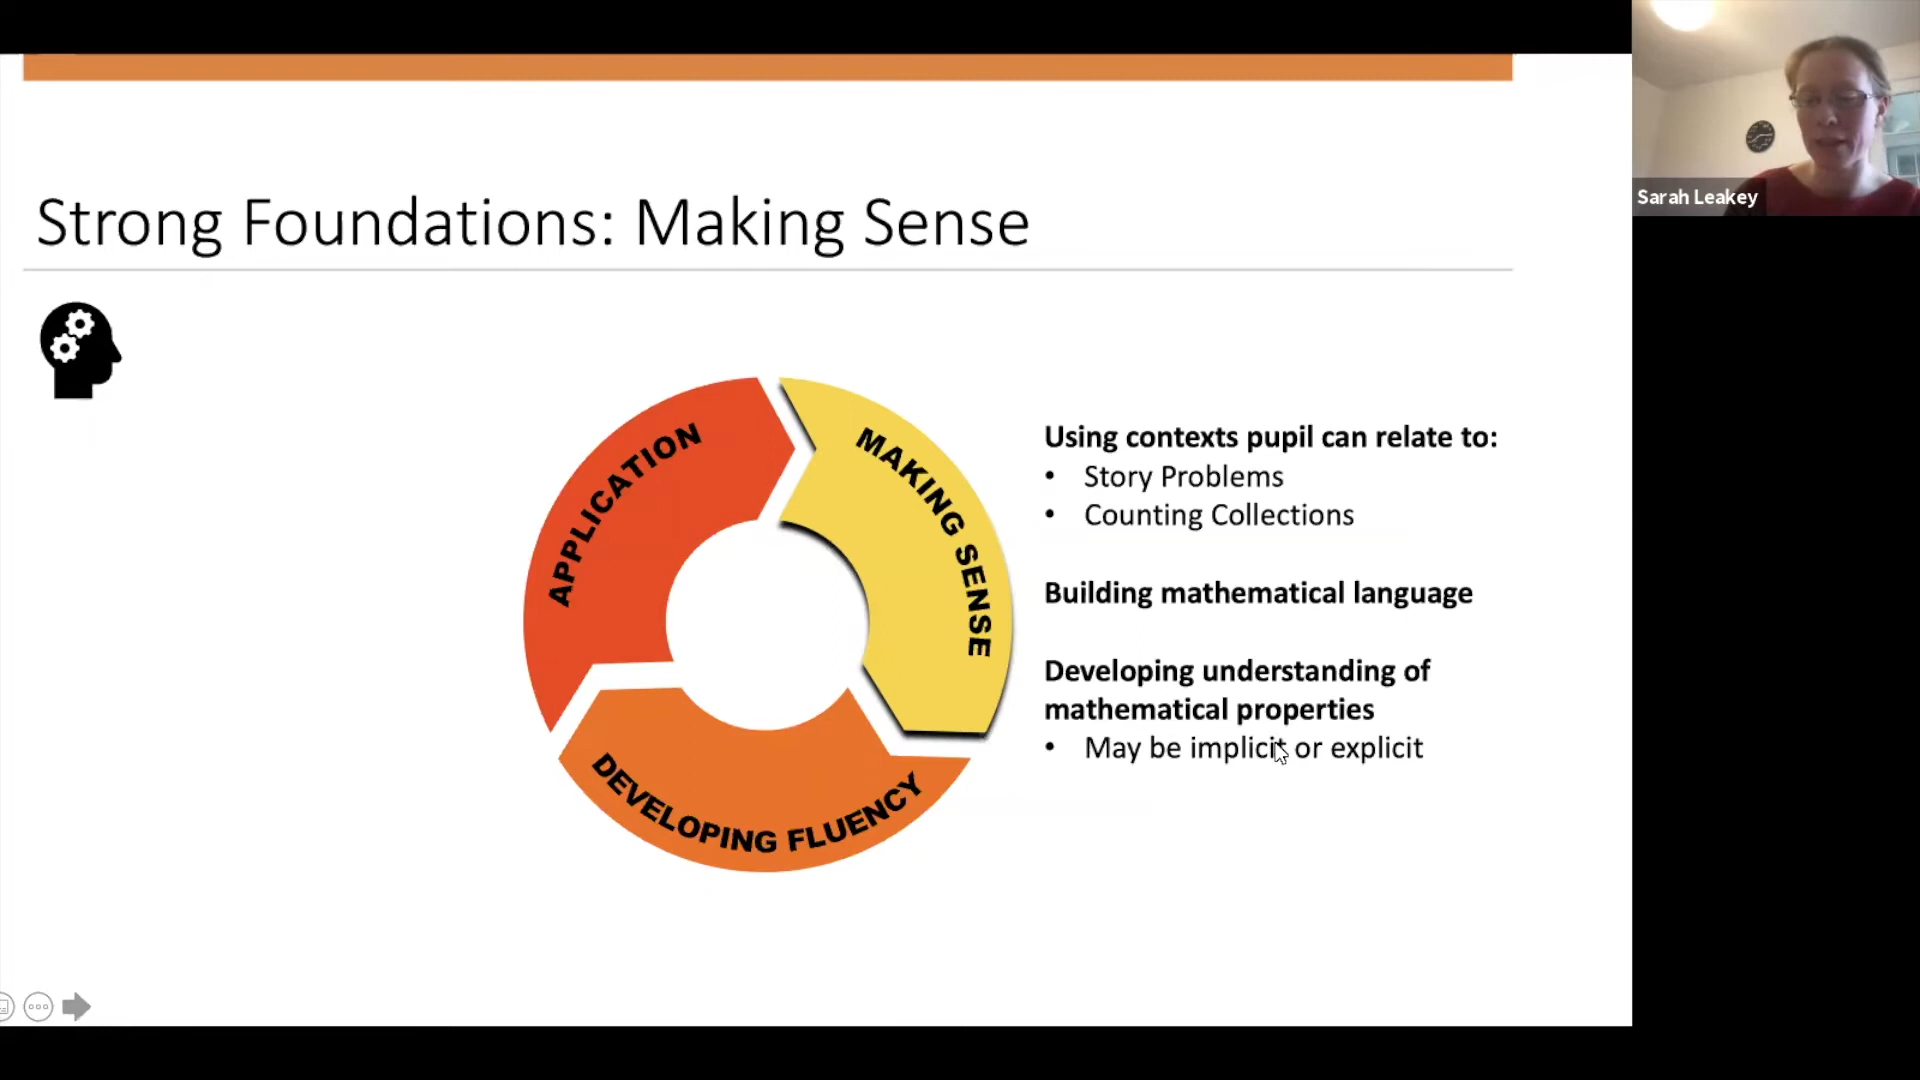 Strong Foundations: Making Sense
APPLICATION
MAKING SENSE
DEVELOPING FLUENCY
Using contexts pupil can relate to:
• Story Problems
• Counting Collections
Building mathematical language
Developing understanding of
mathematical properties
• May be implicit or explicit
Sarah Leakey